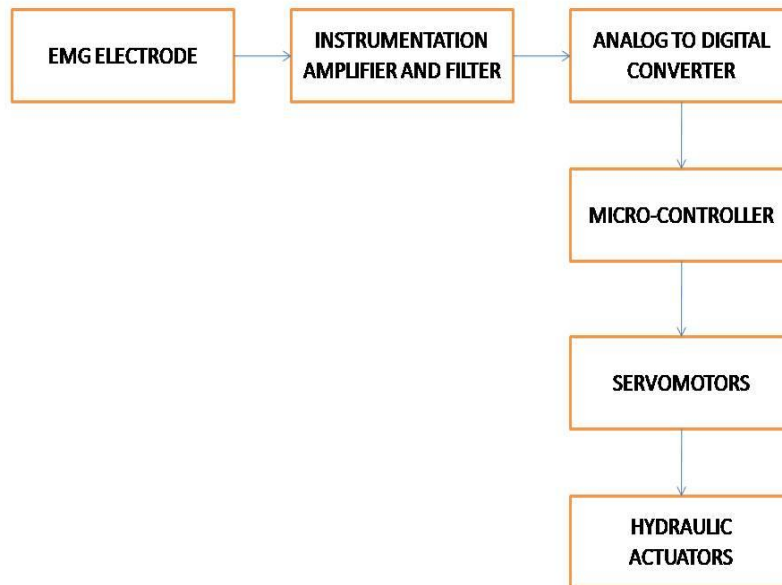 EMG ELECTRODE
INSTRUMENTATION
AMPLIFIER AND FILTER
ANALOG TO DIGITAL
CONVERTER
MICRO-CONTROLLER
SERVOMOTORS
HYDRAULIC
ACTUATORS